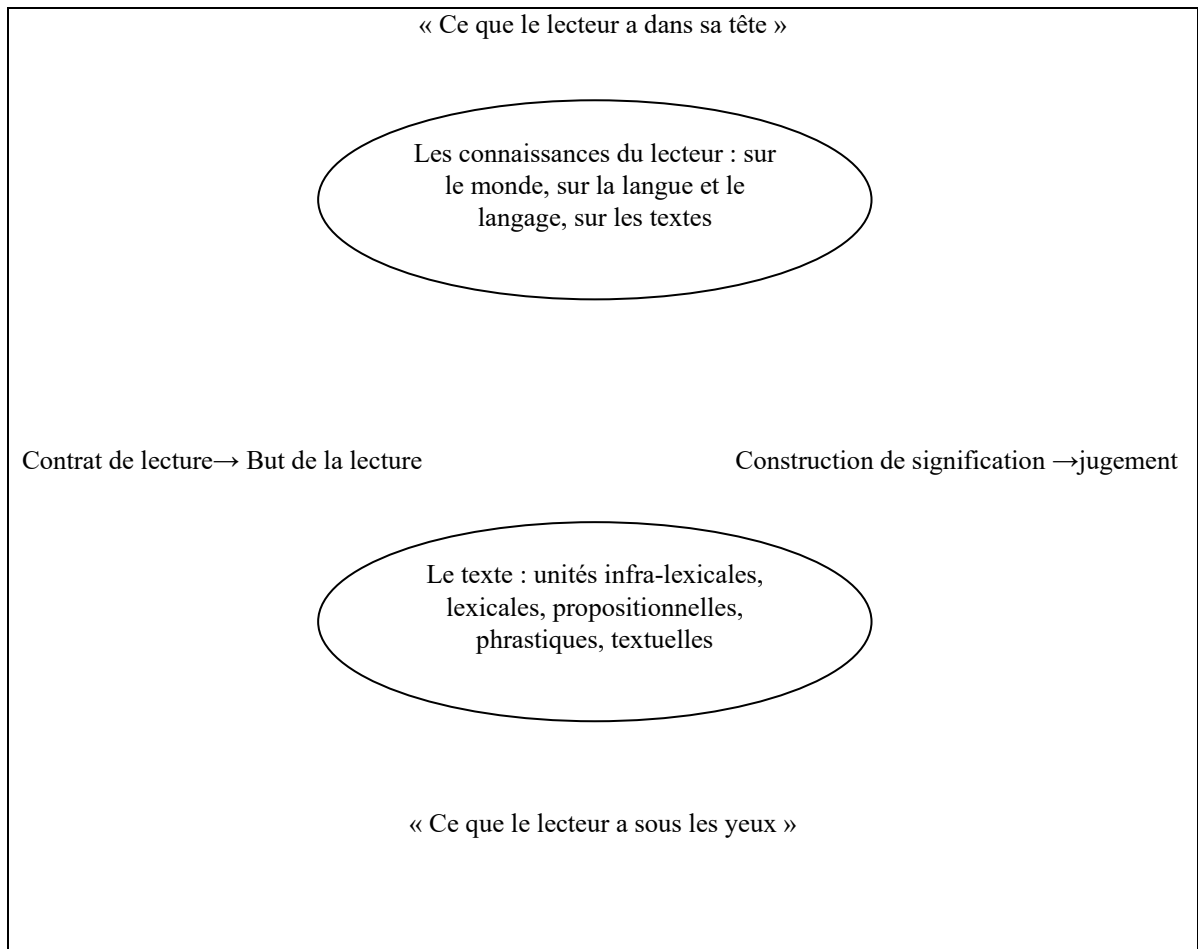 « Ce que le lecteur a dans sa tête »
Les connaissances du lecteur : sur
le monde, sur la langue et le
langage, sur les textes
Contrat de lecture→ But de la lecture
Construction de signification →jugement
Le texte : unités infra-lexicales,
lexicales, propositionnelles,
phrastiques, textuelles
« Ce que le lecteur a sous les yeux »